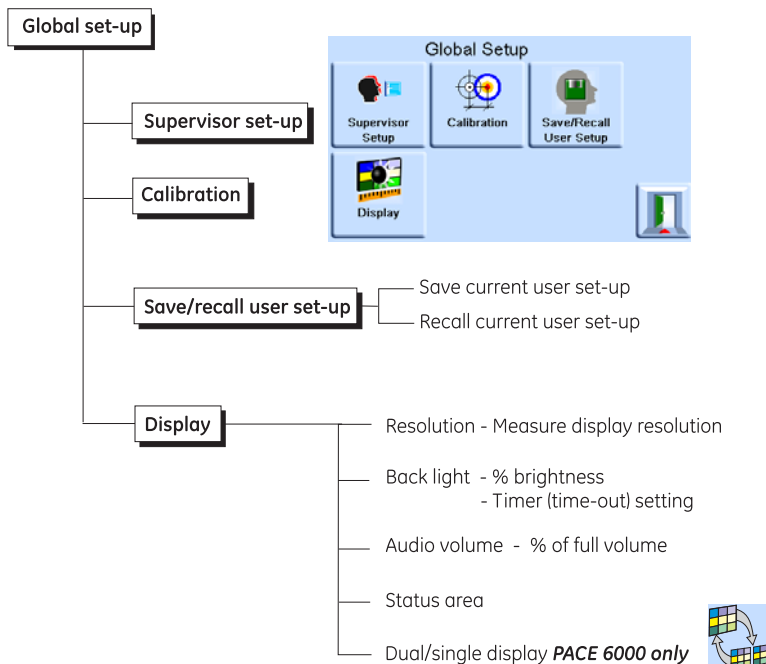 Global set-up
Global Setup
Supervisor
Setup
Calibration
Save/Recall
User Setup
Display
Supervisor set-up
Calibration
Save/recall user set-up
Save current user set-up
Recall current user set-up
Display
Resolution - Measure display resolution
Back light - % brightness
- Timer (time-out) setting
Audio volume - % of full volume
Status area
Dual/single display PACE 6000 only